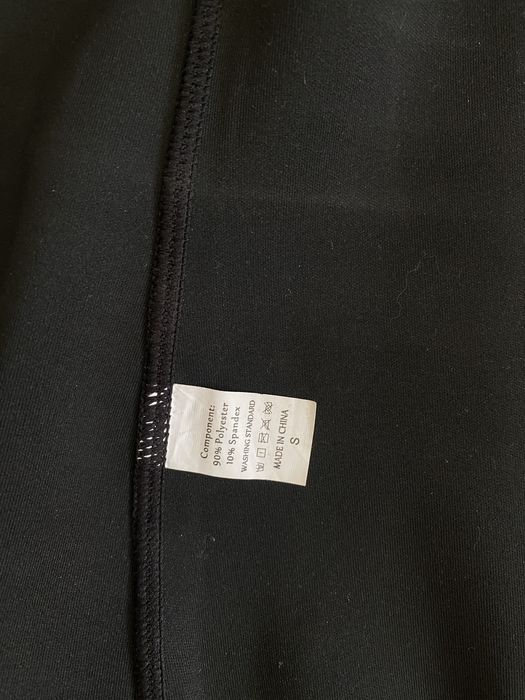 Component:
90% Polyester
10% Spandex
WASHING STANDARD
MADE IN CHINA
S